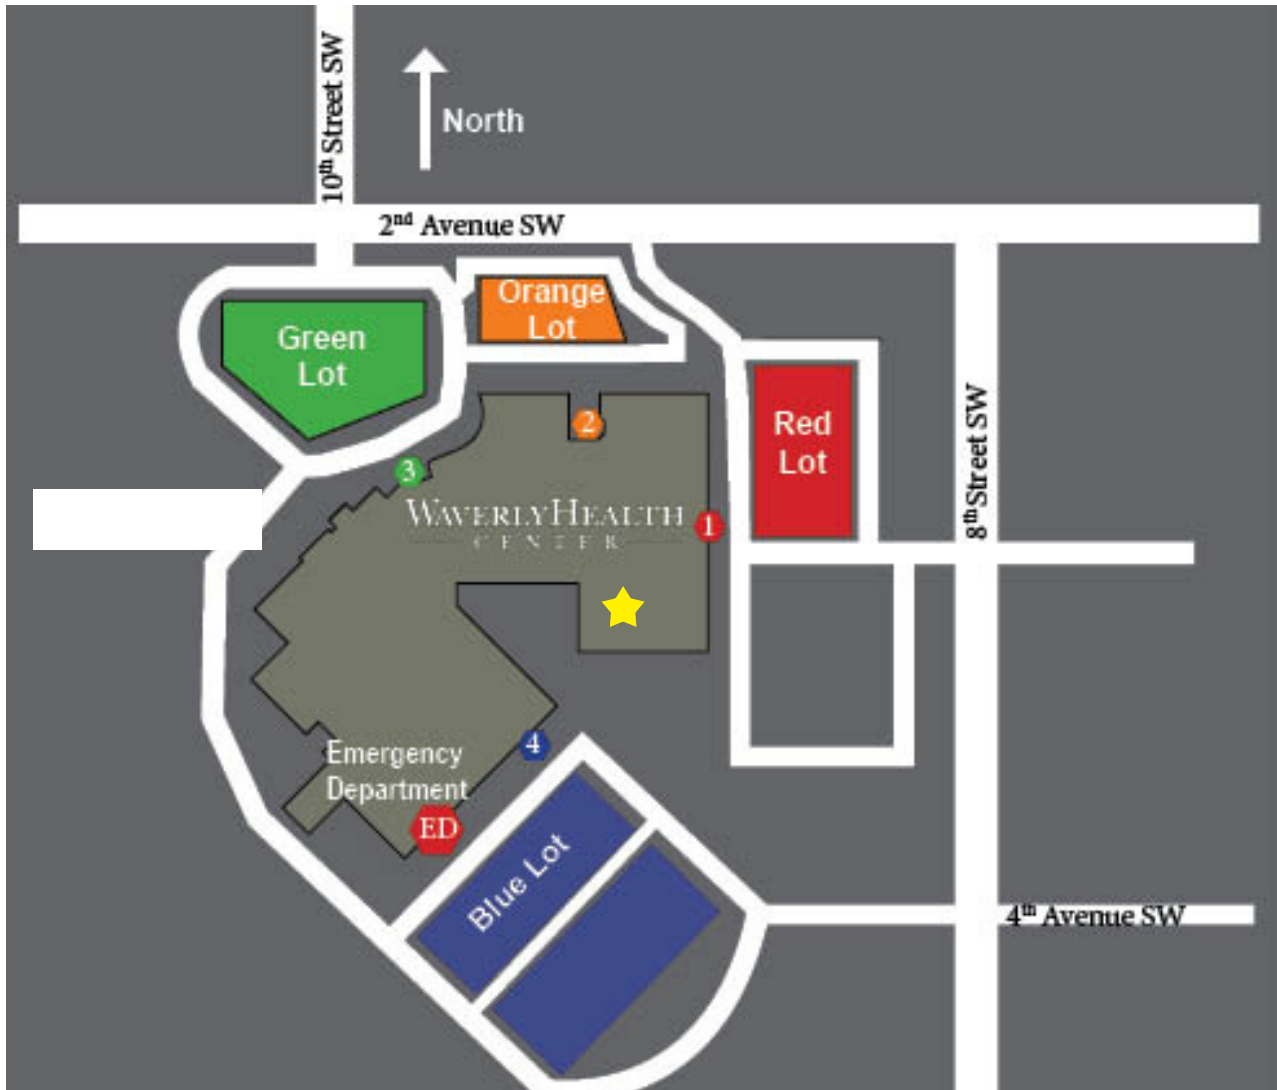 10th Street SW
North
2nd Avenue SW
Orange
Lot
Green
Lot
Red
Lot
8th Street SW
2
3
WAVERLYHEALTH
CENTER
1
4
Emergency
Department
ED
Blue Lot
4th Avenue SW